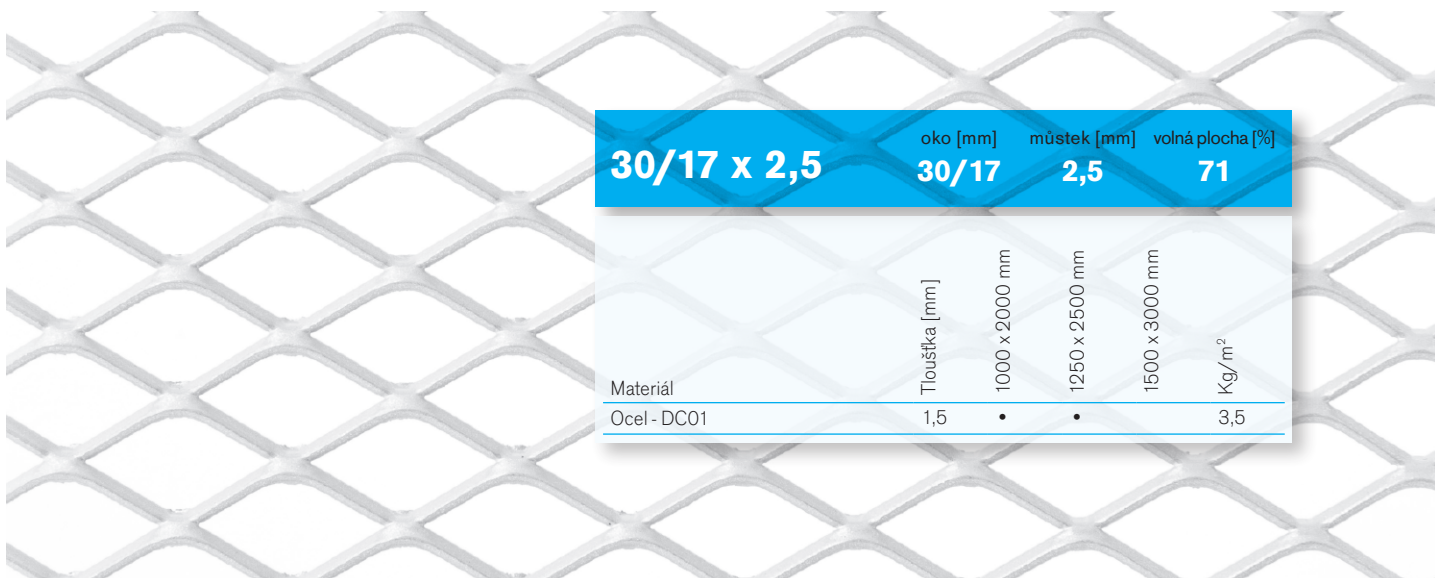 30/17 x 2,5
oko [mm] můstek [mm] volná plocha [%]
30/17 2,5 71
Materiál Tloušťka [mm] 1000 x 2000 mm 1250 x 2500 mm 1500 x 3000 mm Kg/m²
Ocel - DC01 1,5 • • 3,5